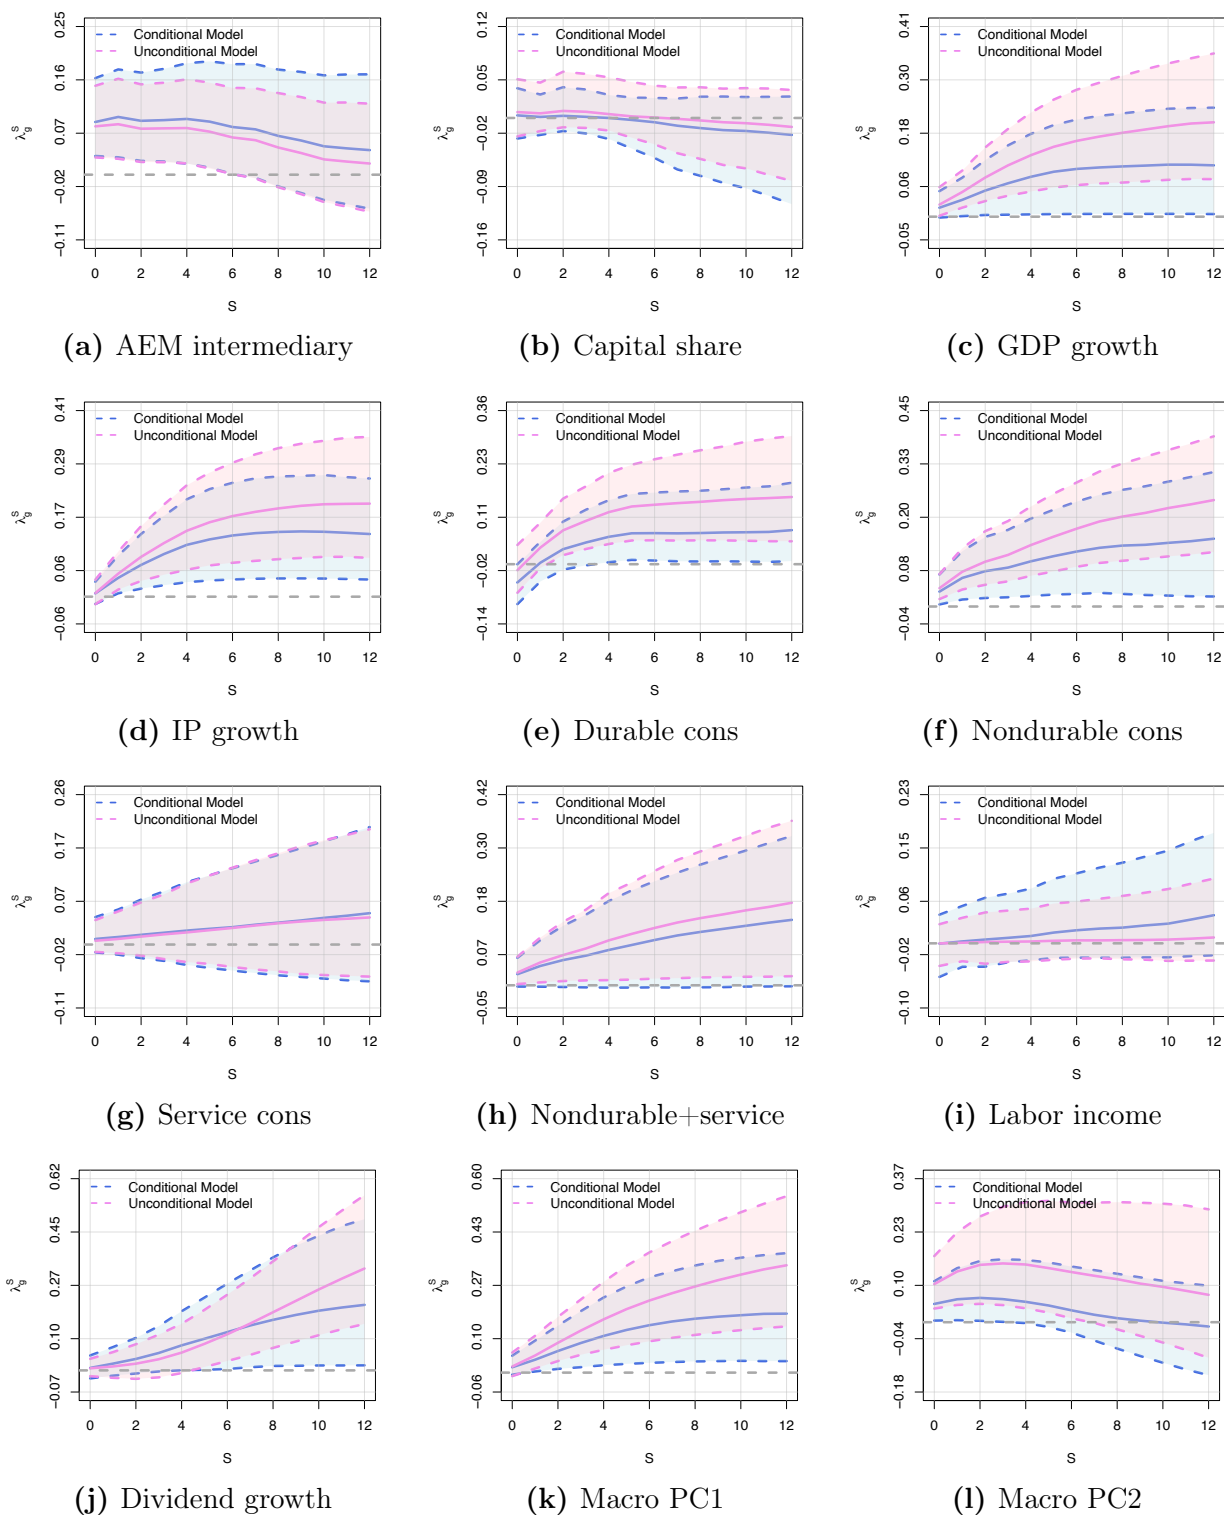 0.25
0.16
0.07
−0.02
−0.11
λ_g^S
Conditional Model
Unconditional Model
0 2 4 6 8 10 12
S
(a) AEM intermediary
0.12
0.05
−0.02
−0.09
−0.16
λ_g^S
Conditional Model
Unconditional Model
0 2 4 6 8 10 12
S
(b) Capital share
0.41
0.30
0.18
0.06
−0.05
λ_g^S
Conditional Model
Unconditional Model
0 2 4 6 8 10 12
S
(c) GDP growth
0.41
0.29
0.17
0.06
−0.06
λ_g^S
Conditional Model
Unconditional Model
0 2 4 6 8 10 12
S
(d) IP growth
0.36
0.23
0.11
−0.02
−0.14
λ_g^S
Conditional Model
Unconditional Model
0 2 4 6 8 10 12
S
(e) Durable cons
0.45
0.33
0.20
0.08
−0.04
λ_g^S
Conditional Model
Unconditional Model
0 2 4 6 8 10 12
S
(f) Nondurable cons
0.26
0.17
0.07
−0.02
−0.11
λ_g^S
Conditional Model
Unconditional Model
0 2 4 6 8 10 12
S
(g) Service cons
0.42
0.30
0.18
0.07
−0.05
λ_g^S
Conditional Model
Unconditional Model
0 2 4 6 8 10 12
S
(h) Nondurable+service
0.23
0.15
0.06
−0.02
−0.10
λ_g^S
Conditional Model
Unconditional Model
0 2 4 6 8 10 12
S
(i) Labor income
0.62
0.45
0.27
0.10
−0.07
λ_g^S
Conditional Model
Unconditional Model
0 2 4 6 8 10 12
S
(j) Dividend growth
0.60
0.43
0.27
0.10
−0.06
λ_g^S
Conditional Model
Unconditional Model
0 2 4 6 8 10 12
S
(k) Macro PC1
0.37
0.23
0.10
−0.04
−0.18
λ_g^S
Conditional Model
Unconditional Model
0 2 4 6 8 10 12
S
(l) Macro PC2